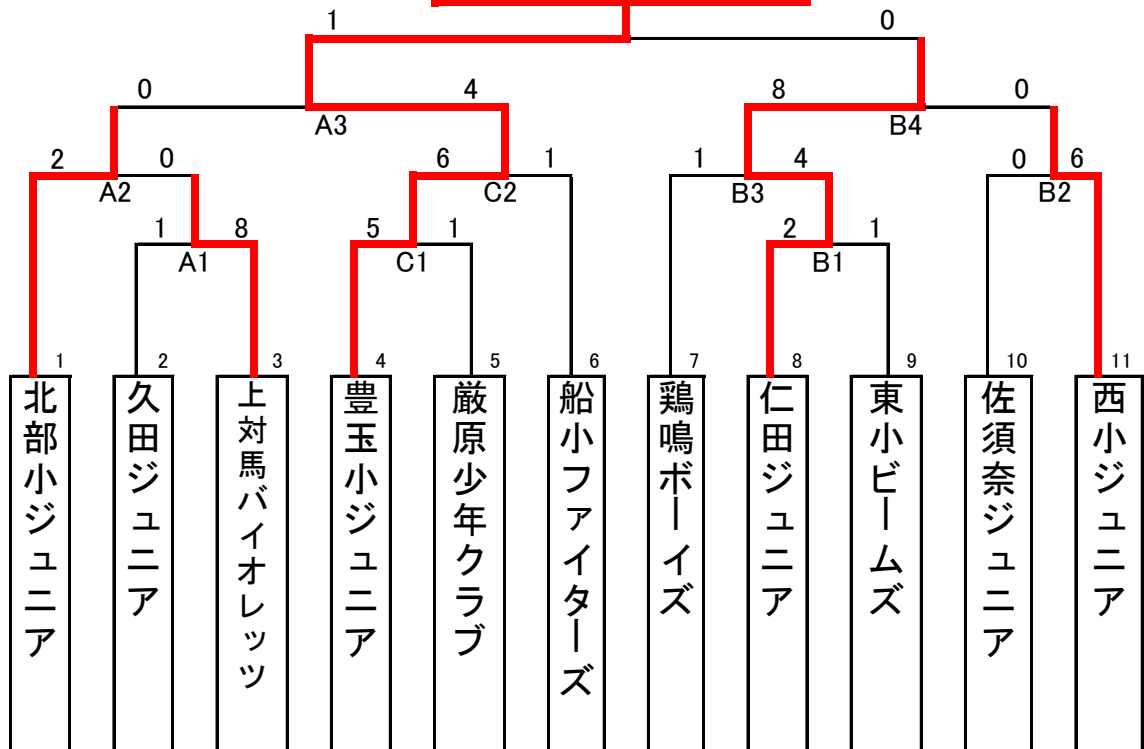 1 0
0 4 8 0
A3 B4
2 0 6 1 1 4 0 6
A2 C2 B3 B2
1 8 5 1 2 1
A1 C1 B1
1 2 3 4 5 6 7 8 9 10 11
北部小ジュニア
久田ジュニア
上対馬バイオレッツ
豊玉小ジュニア
厳原少年クラブ
船小ファイターズ
鶏鳴ボーイズ
仁田ジュニア
東小ビームズ
佐須奈ジュニア
西小ジュニア